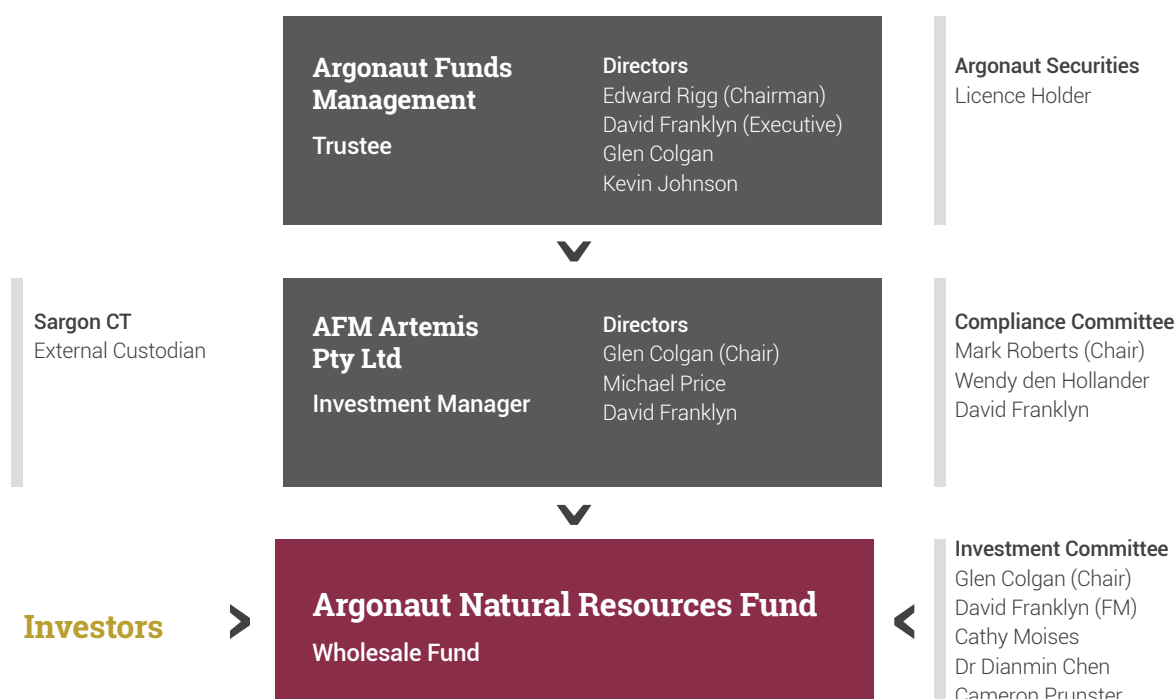 Argonaut Funds
Management
Trustee
Directors
Edward Rigg (Chairman)
David Franklyn (Executive)
Glen Colgan
Kevin Johnson
Argonaut Securities
Licence Holder
Sargon CT
External Custodian
AFM Artemis
Pty Ltd
Investment Manager
Directors
Glen Colgan (Chair)
Michael Price
David Franklyn
Compliance Committee
Mark Roberts (Chair)
Wendy den Hollander
David Franklyn
Investors
Argonaut Natural Resources Fund
Wholesale Fund
Investment Committee
Glen Colgan (Chair)
David Franklyn (FM)
Cathy Moises
Dr Dianmin Chen
Cameron Prunster